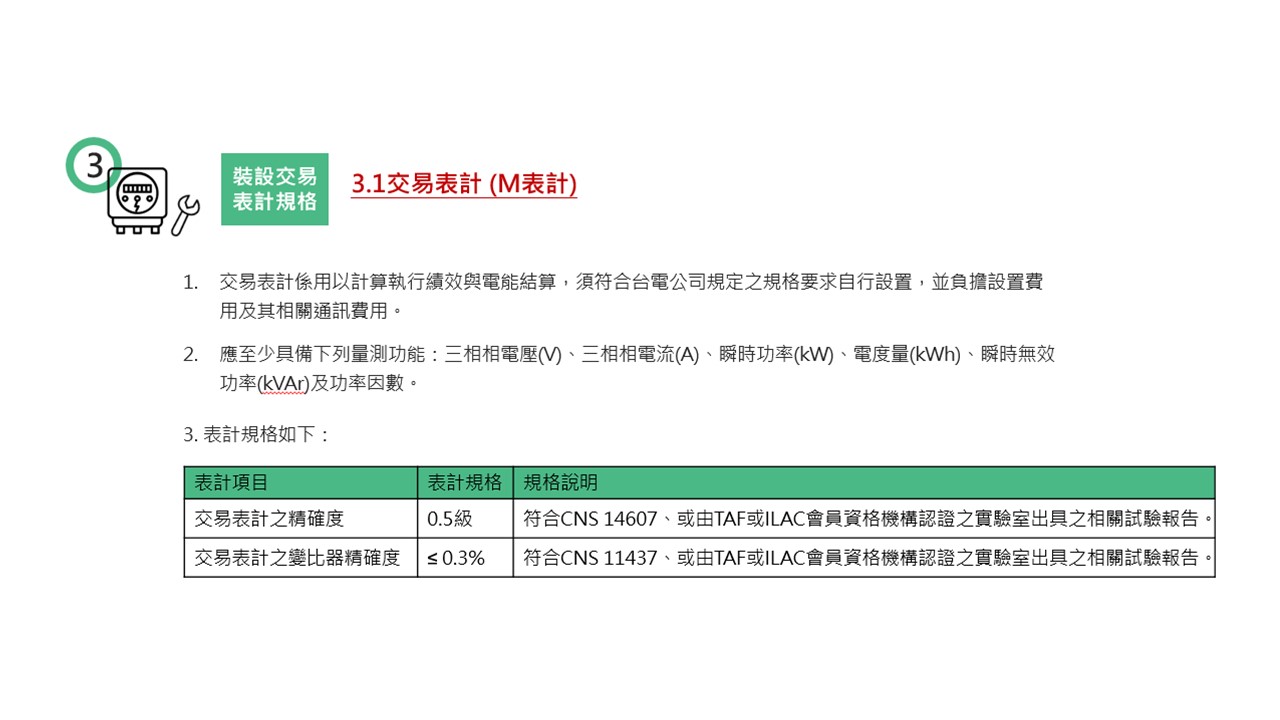 3
裝設交易
表計規格
3.1交易表計 (M表計)
1. 交易表計係用以計算執行績效與電能結算，須符合台電公司規定之規格要求自行設置，並負擔設置費
用及其相關通訊費用。
2. 應至少具備下列量測功能：三相相電壓(V)、三相相電流(A)、瞬時功率(kW)、電度量(kWh)、瞬時無效
功率(kVAr)及功率因數。
3. 表計規格如下：
表計項目 表計規格 規格說明
交易表計之精確度 0.5級 符合CNS 14607、或由TAF或ILAC會員資格機構認證之實驗室出具之相關試驗報告。
交易表計之變比器精確度 ≤ 0.3% 符合CNS 11437、或由TAF或ILAC會員資格機構認證之實驗室出具之相關試驗報告。